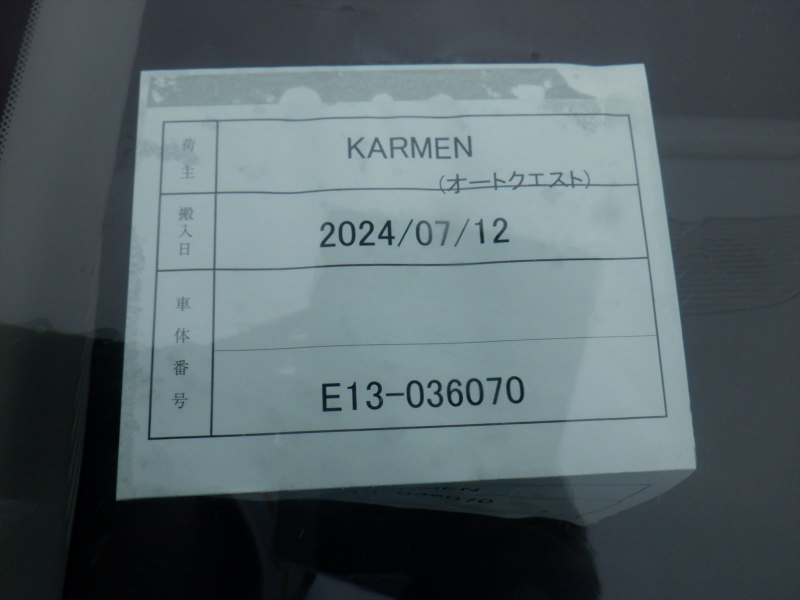 荷主
KARMEN
(オートクエスト)
搬入日
2024/07/12
車体番号
E13-036070